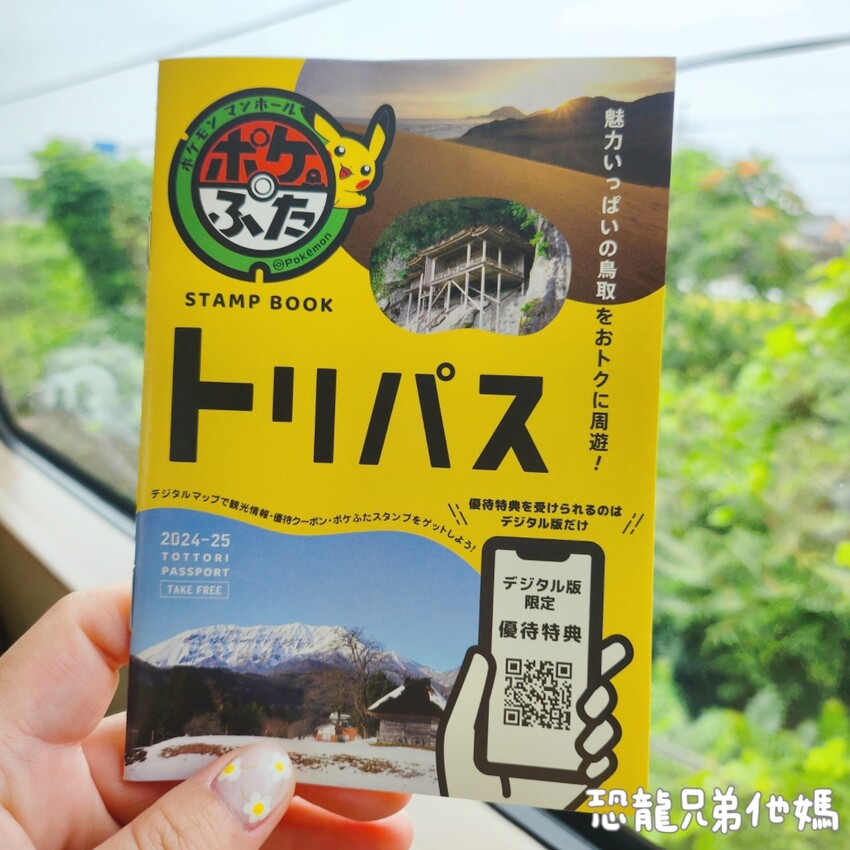 ポケモンマンホール
ポケ。
ふた
©Pokémon
STAMP BOOK
魅力いっぱいの鳥取をおトクに周遊！
トリパス
デジタルマップで観光情報・優待クーポン・ポケふたスタンプをゲットしよう！
優待特典を受けられるのは
デジタル版だけ
2024-25
TOTTORI
PASSPORT
TAKE FREE
デジタル版
限定
優待特典
恐龍兄弟他媽